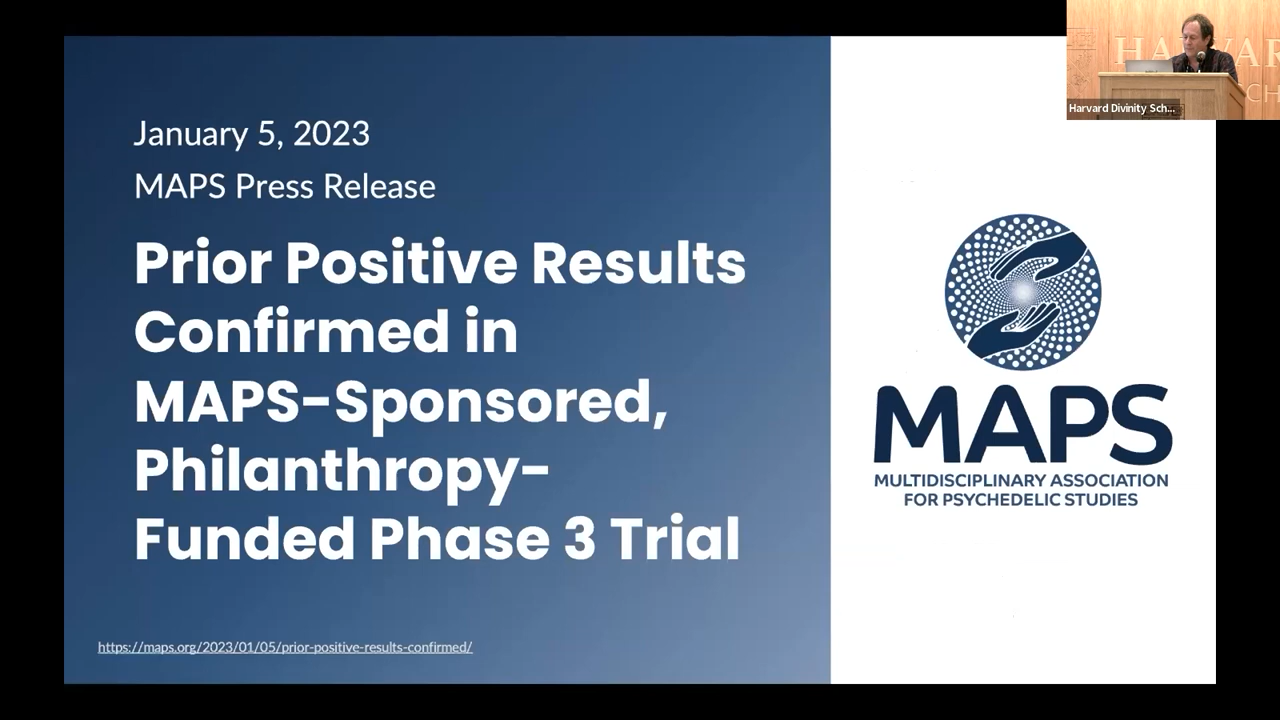 January 5, 2023
MAPS Press Release
Prior Positive Results
Confirmed in
MAPS-Sponsored,
Philanthropy-
Funded Phase 3 Trial
https://maps.org/2023/01/05/prior-positive-results-confirmed/
MAPS
MULTIDISCIPLINARY ASSOCIATION
FOR PSYCHEDELIC STUDIES
Harvard Divinity Sch...